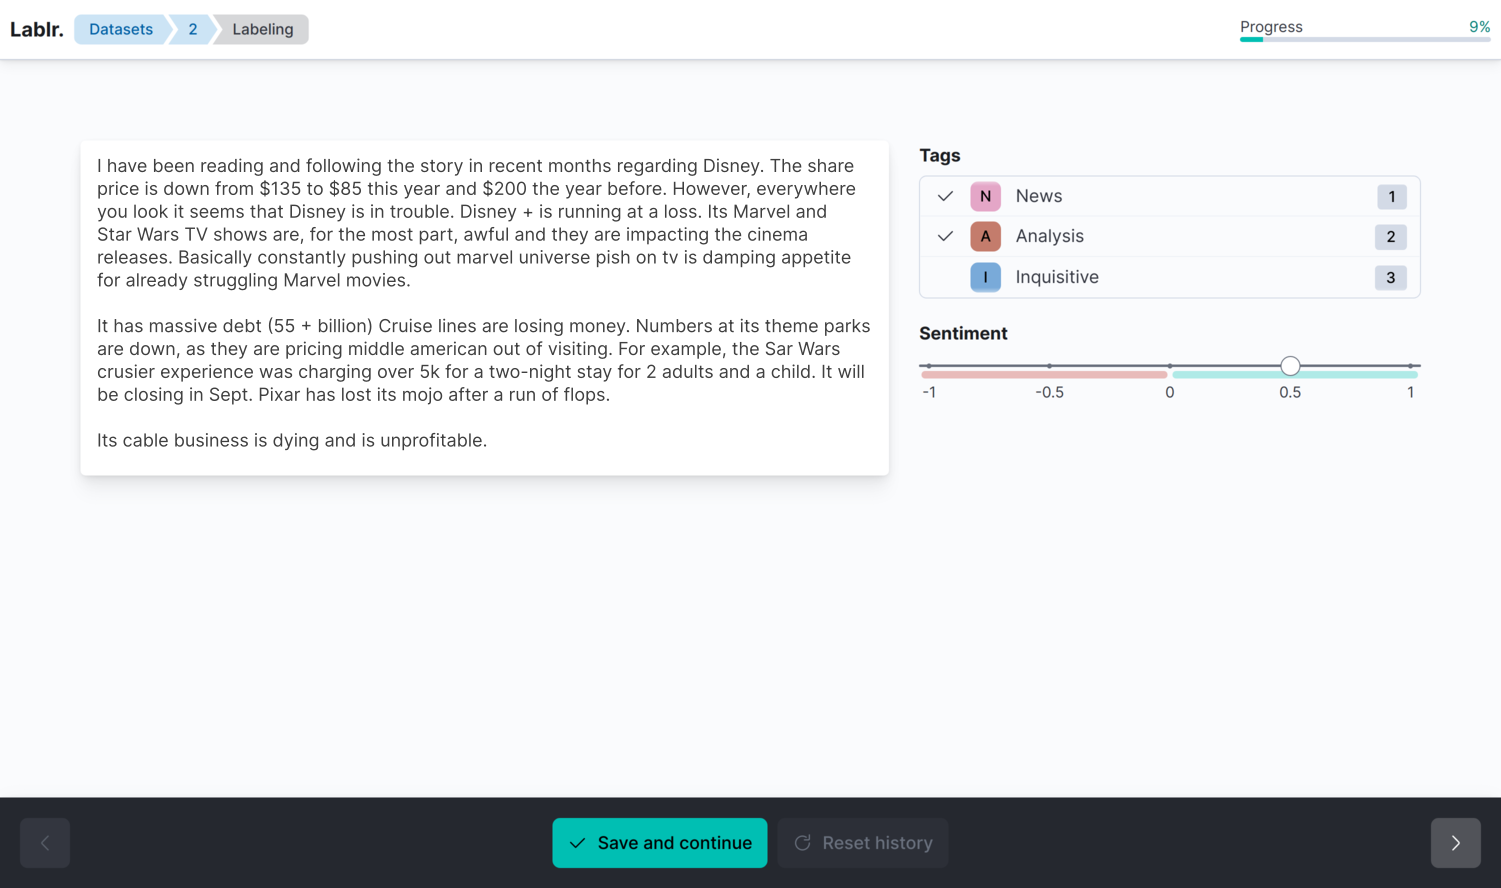 Lablr.
Datasets
2
Labeling
Progress
9%
I have been reading and following the story in recent months regarding Disney. The share
price is down from $135 to $85 this year and $200 the year before. However, everywhere
you look it seems that Disney is in trouble. Disney + is running at a loss. Its Marvel and
Star Wars TV shows are, for the most part, awful and they are impacting the cinema
releases. Basically constantly pushing out marvel universe pish on tv is damping appetite
for already struggling Marvel movies.
It has massive debt (55 + billion) Cruise lines are losing money. Numbers at its theme parks
are down, as they are pricing middle american out of visiting. For example, the Sar Wars
crusier experience was charging over 5k for a two-night stay for 2 adults and a child. It will
be closing in Sept. Pixar has lost its mojo after a run of flops.
Its cable business is dying and is unprofitable.
Tags
N News 1
A Analysis 2
I Inquisitive 3
Sentiment
-1 -0.5 0 0.5 1
Save and continue
Reset history